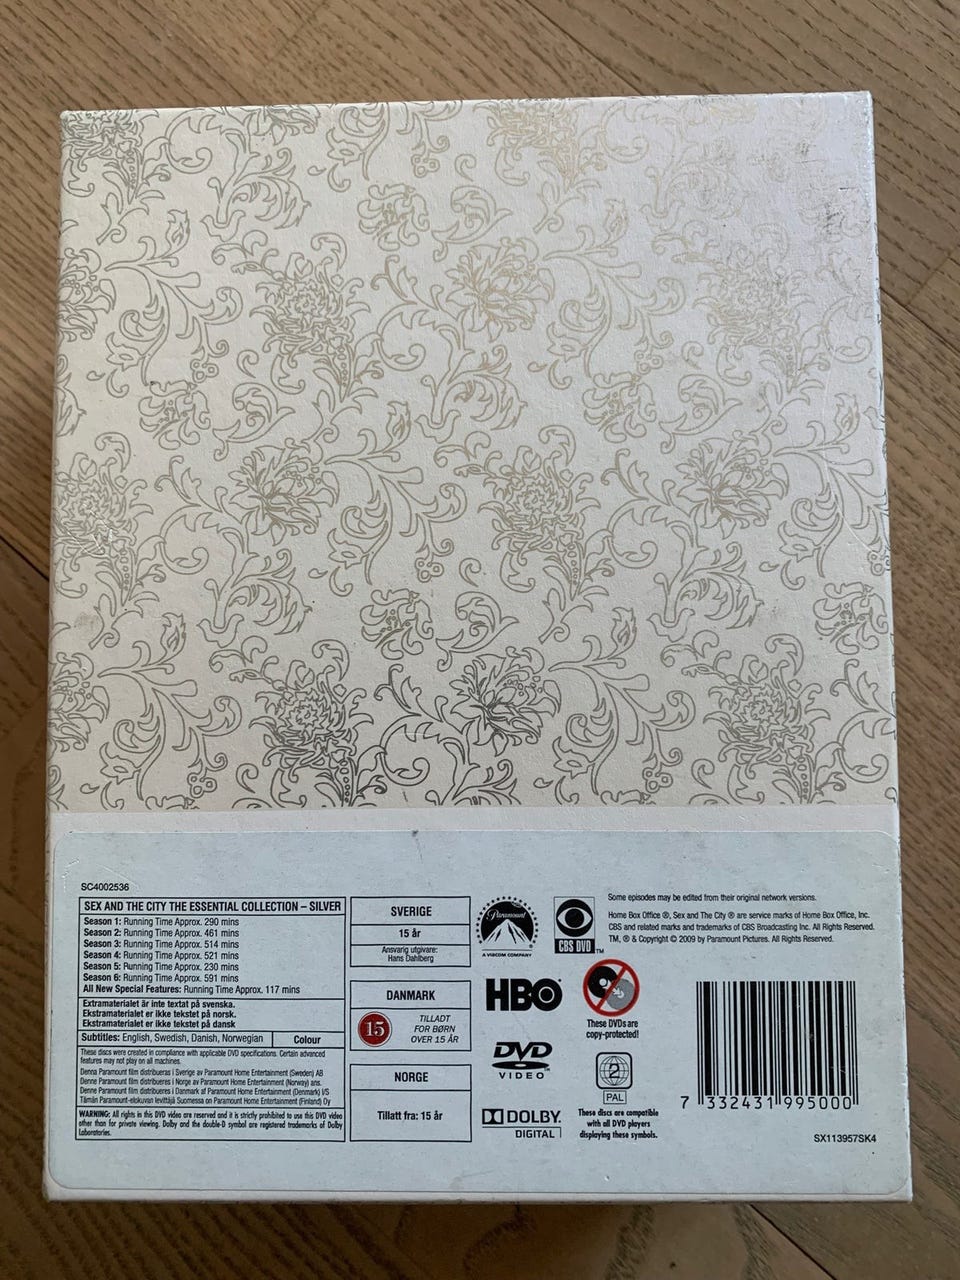 SC4002536
SEX AND THE CITY THE ESSENTIAL COLLECTION – SILVER
Season 1: Running Time Approx. 290 mins
Season 2: Running Time Approx. 461 mins
Season 3: Running Time Approx. 514 mins
Season 4: Running Time Approx. 521 mins
Season 5: Running Time Approx. 230 mins
Season 6: Running Time Approx. 591 mins
All New Special Features: Running Time Approx. 117 mins
Extramaterialet är inte textat på svenska.
Ekstramaterialet er ikke tekstet på norsk.
Ekstramaterialet er ikke tekstet på dansk
Subtitles: English, Swedish, Danish, Norwegian
Colour
These discs were created in compliance with applicable DVD specifications. Certain advanced
features may not play on all machines.
Denna Paramount film distribueras i Sverige av Paramount Home Entertainment (Sweden) AB
Denne Paramount film distribueres i Norge av Paramount Home Entertainment (Norway) ans.
Denne Paramount film distribueres i Danmark af Paramount Home Entertainment (Denmark) I/S
Tämän Paramount-elokuvan levittäjä Suomessa on Paramount Home Entertainment (Finland) Oy
WARNING: All rights in this DVD video are reserved and it is strictly prohibited to use this DVD video
other than for private viewing. Dolby and the double-D symbol are registered trademarks of Dolby
Laboratories.
SVERIGE
15 år
Ansvarig utgivare:
Hans Dahlberg
DANMARK
15
TILLADT
FOR BØRN
OVER 15 ÅR
NORGE
Tillatt fra: 15 år
Paramount
A VIACOM COMPANY
CBS DVD
TM
HBO
These DVDs are
copy-protected!
DVD
VIDEO
2
PAL
DOLBY
DIGITAL
These discs are compatible
with all DVD players
displaying these symbols.
Some episodes may be edited from their original network versions.
Home Box Office ®, Sex and The City ® are service marks of Home Box Office, Inc.
CBS and related marks and trademarks of CBS Broadcasting Inc. All Rights Reserved.
TM, ® & Copyright © 2009 by Paramount Pictures. All Rights Reserved.
7 332431 995000
SX113957SK4